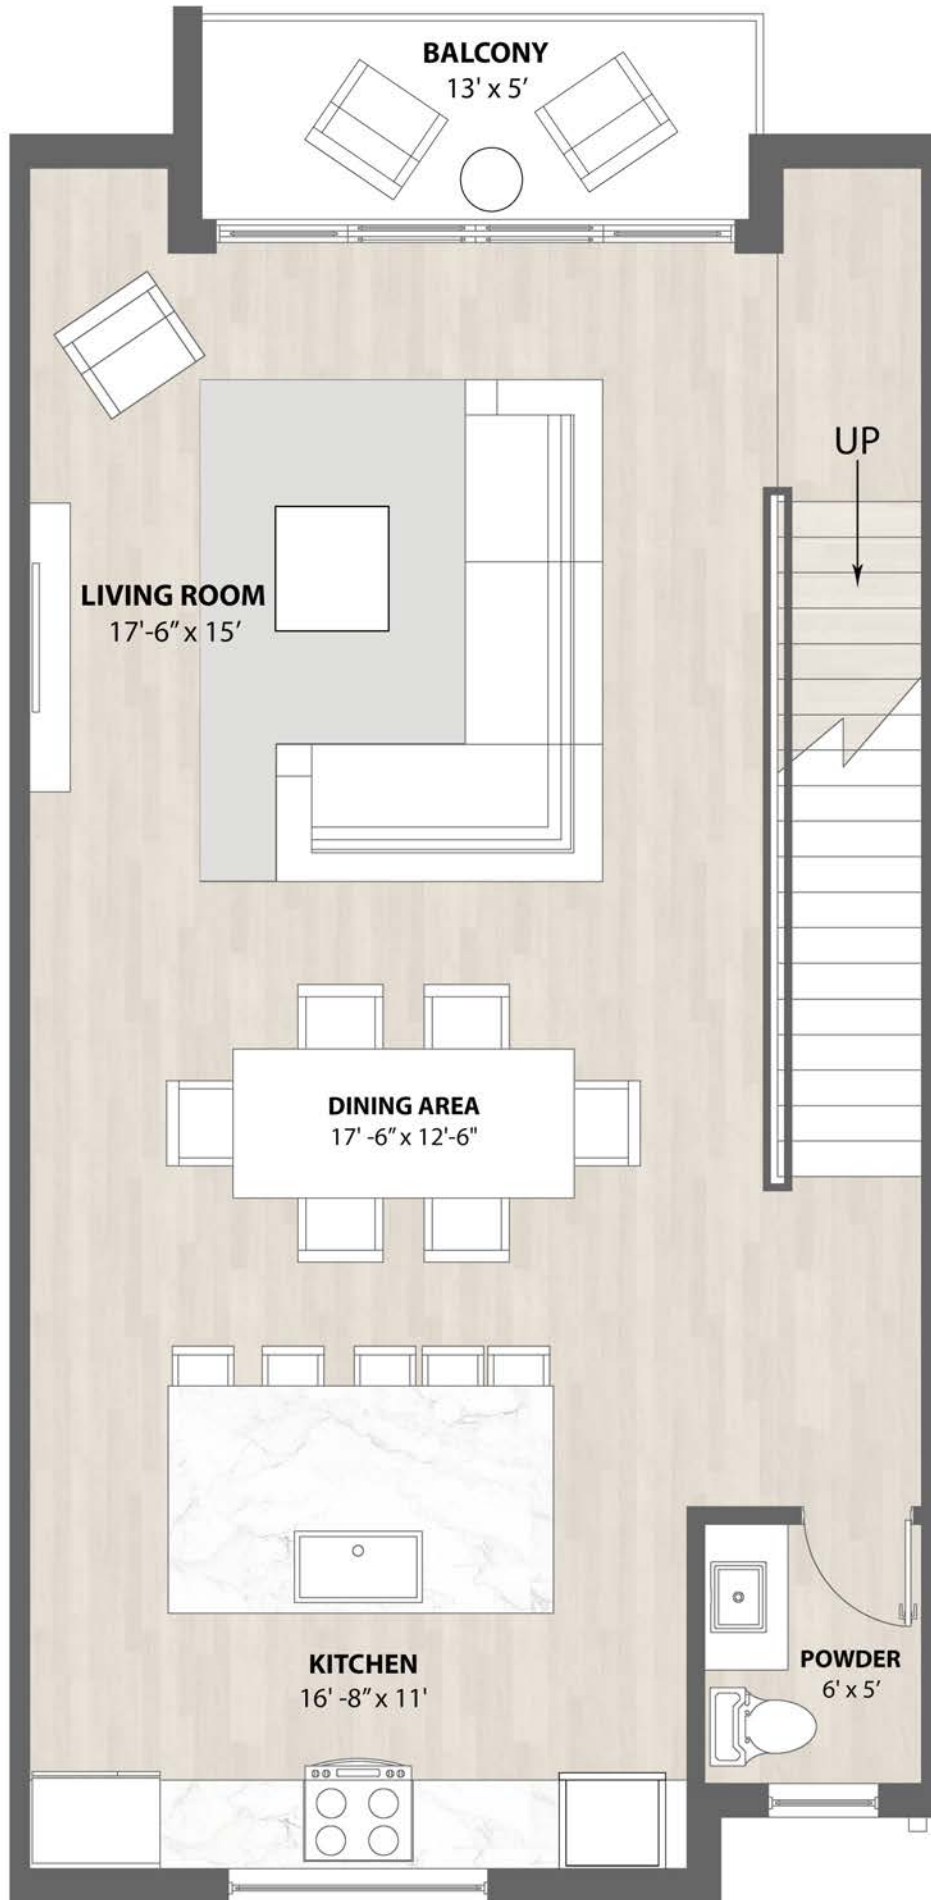 BALCONY
13' x 5'
UP
LIVING ROOM
17'-6" x 15'
DINING AREA
17' -6" x 12'-6"
KITCHEN
16' -8" x 11'
POWDER
6' x 5'